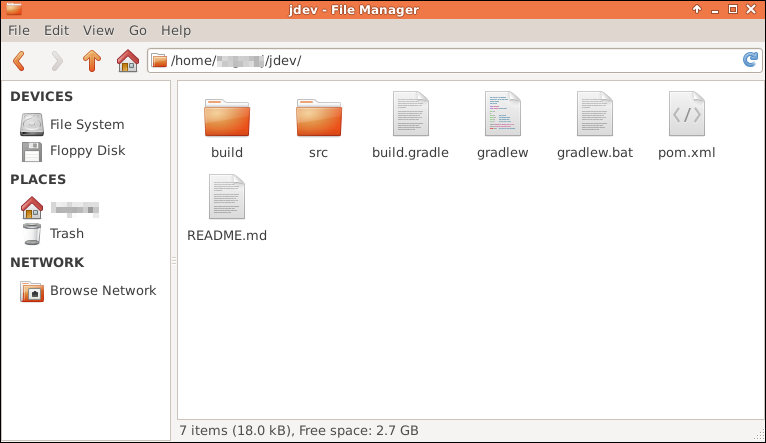 jdev - File Manager
File Edit View Go Help
/home/ /jdev/
DEVICES
File System
Floppy Disk
PLACES
Trash
NETWORK
Browse Network
build src build.gradle gradlew gradlew.bat pom.xml
README.md
7 items (18.0 kB), Free space: 2.7 GB